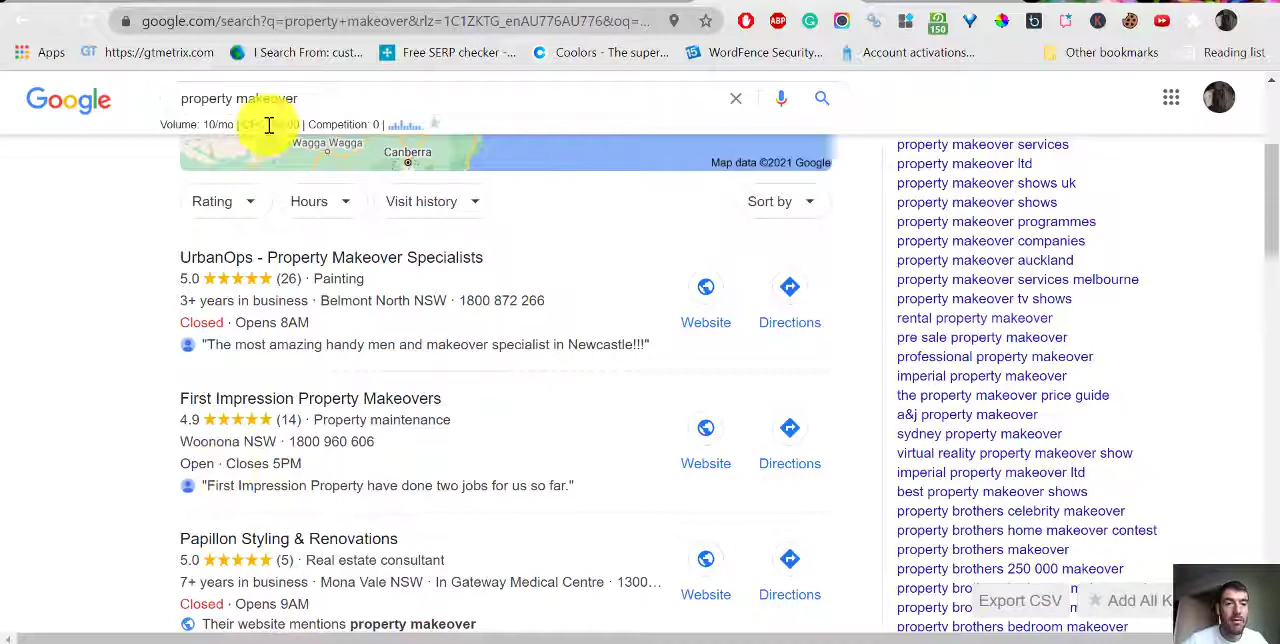 google.com/search?q=property+makeover&rlz=1C1ZKTG_enAU776AU776&oq=...
ABP
150
Apps
GT https://gtmetrix.com
I Search From: cust...
Free SERP checker -...
Coolors - The super...
WordFence Security,...
Account activations...
Other bookmarks
Reading list
Google
property makeover
Volume: 10/mo | | Competition: 0 |
Wagga Wagga
Canberra
Map data ©2021 Google
Rating
Hours
Visit history
Sort by
UrbanOps - Property Makeover Specialists
5.0 (26) · Painting
3+ years in business · Belmont North NSW · 1800 872 266
Closed · Opens 8AM
"The most amazing handy men and makeover specialist in Newcastle!!!"
Website
Directions
First Impression Property Makeovers
4.9 (14) · Property maintenance
Woonona NSW · 1800 960 606
Open · Closes 5PM
"First Impression Property have done two jobs for us so far."
Website
Directions
Papillon Styling & Renovations
5.0 (5) · Real estate consultant
7+ years in business · Mona Vale NSW · In Gateway Medical Centre · 1300...
Closed · Opens 9AM
Their website mentions property makeover
Website
Directions
property makeover services
property makeover ltd
property makeover shows uk
property makeover shows
property makeover programmes
property makeover companies
property makeover auckland
property makeover services melbourne
property makeover tv shows
rental property makeover
pre sale property makeover
professional property makeover
imperial property makeover
the property makeover price guide
a&j property makeover
sydney property makeover
virtual reality property makeover show
imperial property makeover ltd
best property makeover shows
property brothers celebrity makeover
property brothers home makeover contest
property brothers makeover
property brothers 250 000 makeover
property
property
property brothers bedroom makeover
Export CSV
Add All K